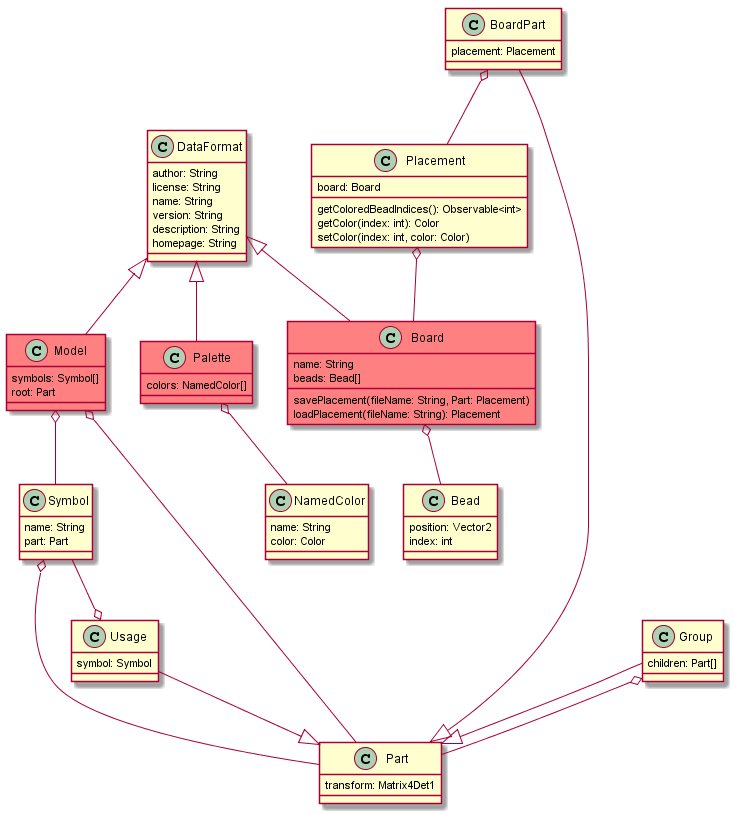 C BoardPart
placement: Placement
C DataFormat
author: String
license: String
name: String
version: String
description: String
homepage: String
C Placement
board: Board
getColoredBeadIndices(): Observable<int>
getColor(index: int): Color
setColor(index: int, color: Color)
C Model
symbols: Symbol[]
root: Part
C Palette
colors: NamedColor[]
C Board
name: String
beads: Bead[]
savePlacement(fileName: String, Part: Placement)
loadPlacement(fileName: String): Placement
C Symbol
name: String
part: Part
C NamedColor
name: String
color: Color
C Bead
position: Vector2
index: int
C Usage
symbol: Symbol
C Group
children: Part[]
C Part
transform: Matrix4Det1